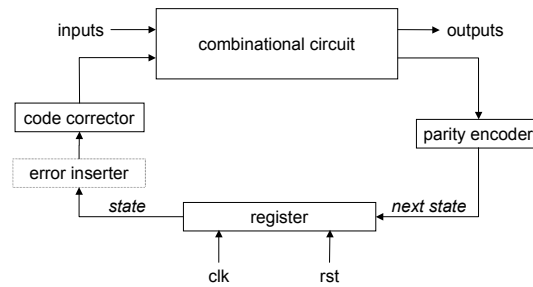 inputs
combinational circuit
outputs
code corrector
parity encoder
error inserter
state
register
next state
clk
rst